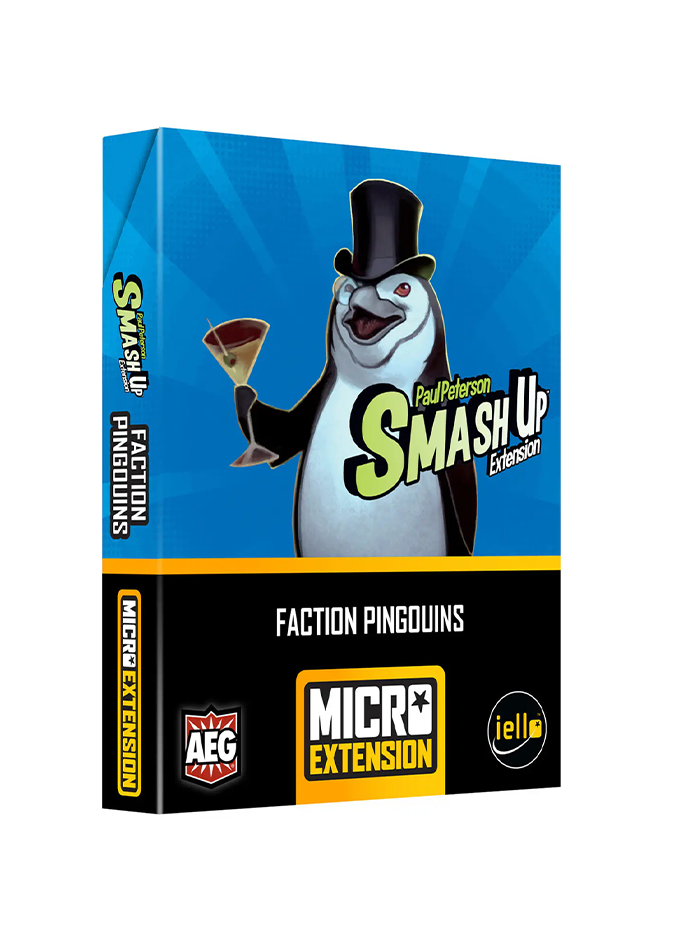 Paul Peterson
SMASH UP
Extension
FACTION PINGOUINS
MICRO
EXTENSION
AEG
iello
Paul Peterson
SMASH UP
Extension
FACTION
PINGOUINS
MICRO EXTENSION